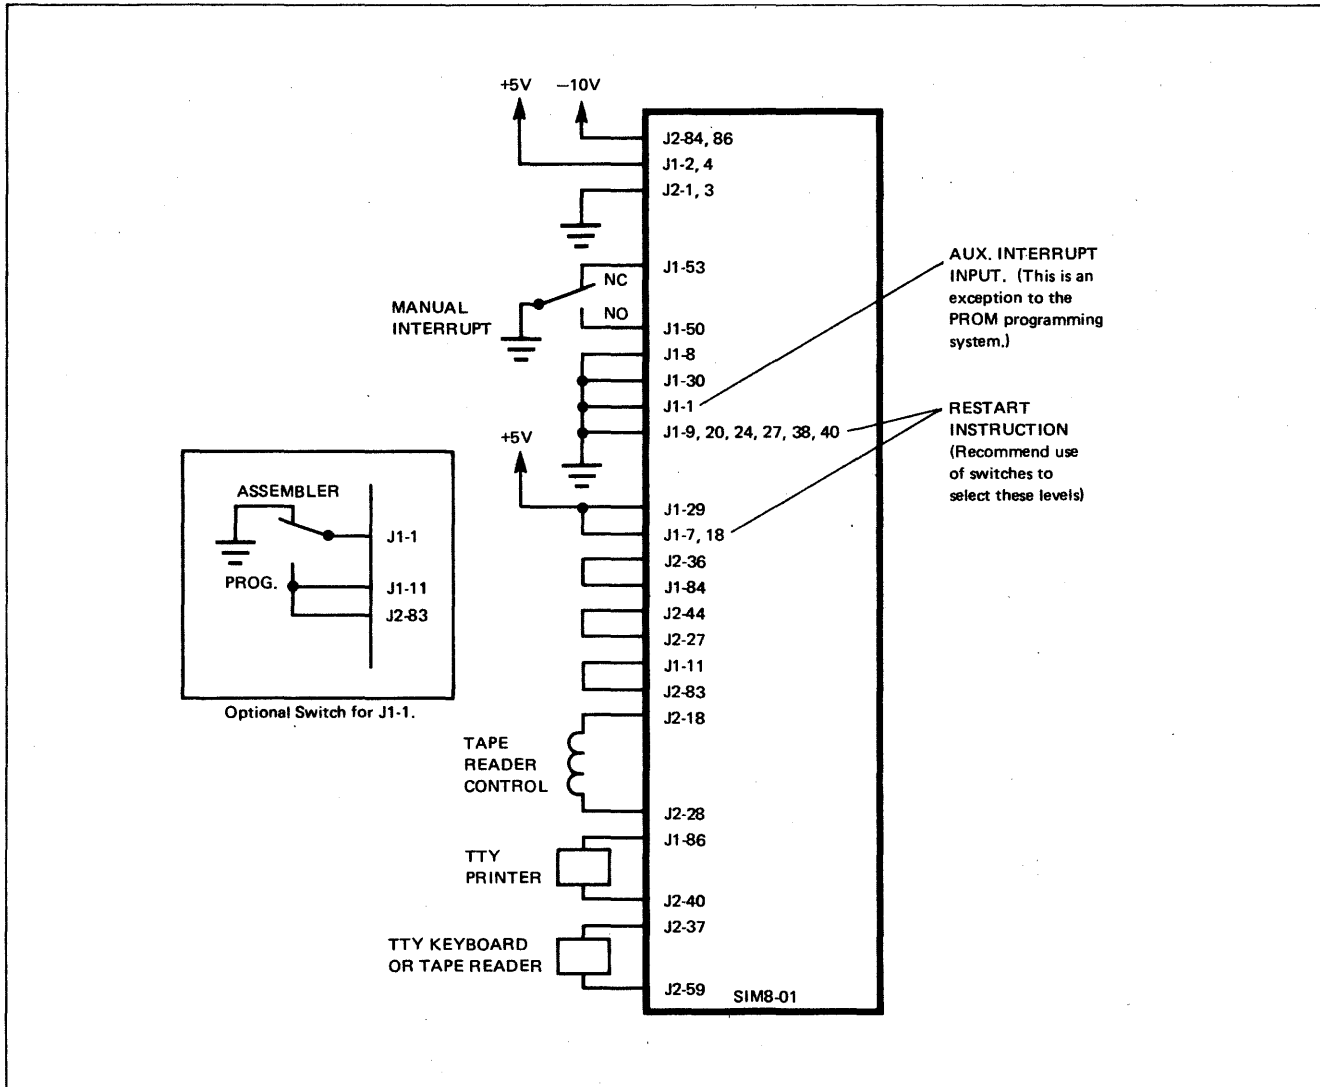 +5V
—10V
J2-84, 86
J1-2, 4
J2-1, 3
J1-53
NC
MANUAL
INTERRUPT
NO
J1-50
J1-8
J1-30
J1-1
J1-9, 20, 24, 27, 38, 40
+5V
J1-29
J1-7, 18
J2-36
J1-84
J2-44
J2-27
J1-11
J2-83
J2-18
TAPE
READER
CONTROL
J2-28
J1-86
TTY
PRINTER
J2-40
J2-37
TTY KEYBOARD
OR TAPE READER
J2-59
SIM8-01
AUX. INTERRUPT
INPUT. (This is an
exception to the
PROM programming
system.)
RESTART
INSTRUCTION
(Recommend use
of switches to
select these levels)
ASSEMBLER
J1-1
PROG.
J1-11
J2-83
Optional Switch for J1-1.